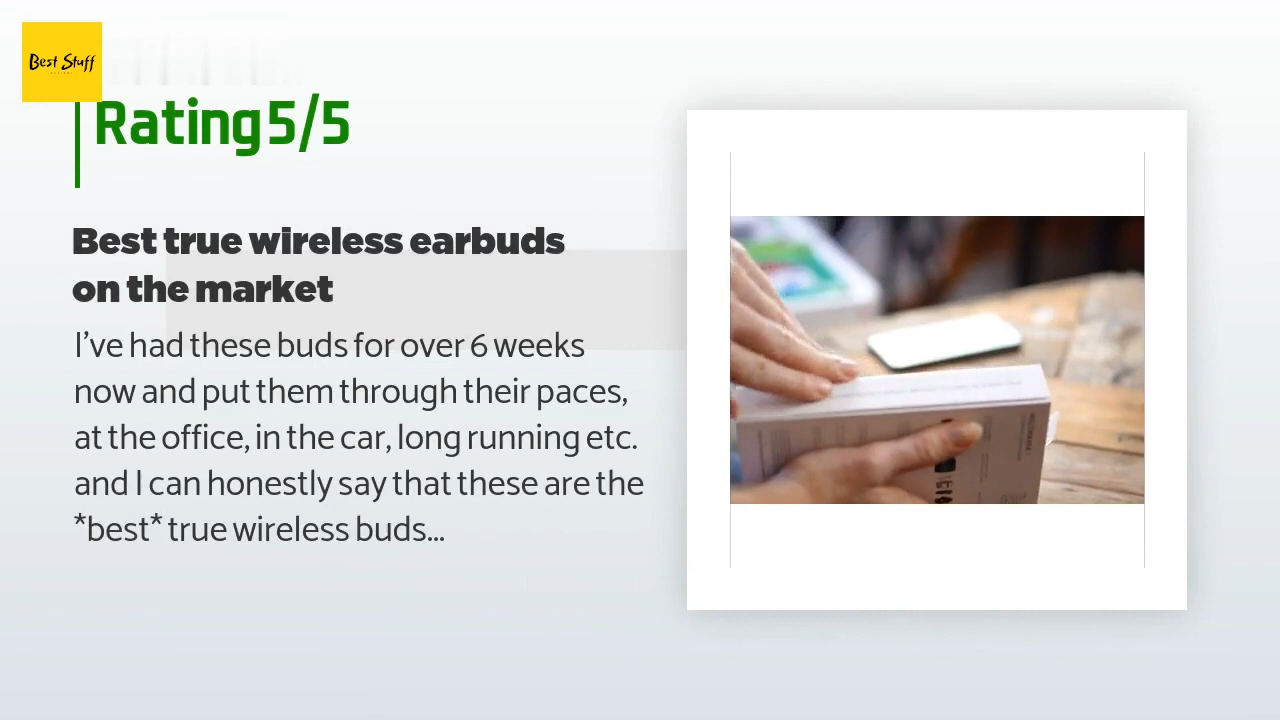 Best Stuff
Rating 5/5
Best true wireless earbuds
on the market
I've had these buds for over 6 weeks
now and put them through their paces,
at the office, in the car, long running etc.
and I can honestly say that these are the
*best* true wireless buds...